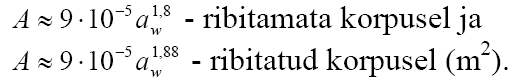 A ≈ 9 · 10⁻⁵ a_w^1,8 - ribitamata korpusel ja
A ≈ 9 · 10⁻⁵ a_w^1,88 - ribitatud korpusel (m²).